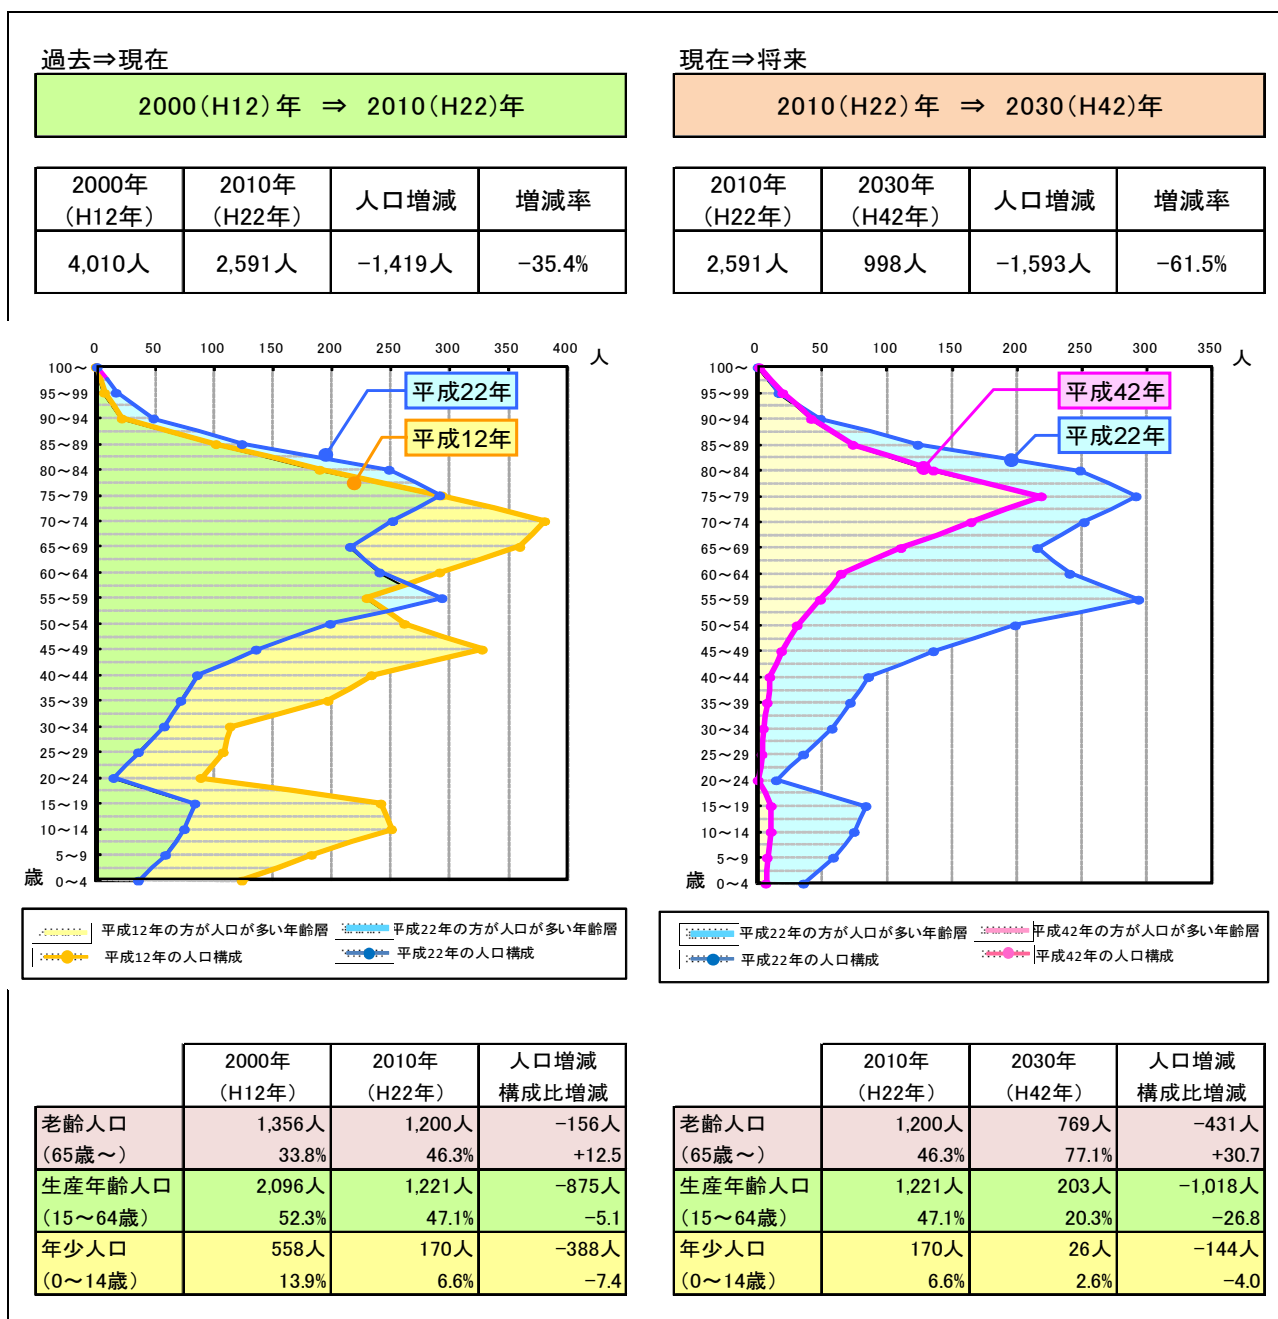 過去⇒現在
2000（H12）年 ⇒ 2010（H22）年
2000年
（H12年）
2010年
（H22年）
人口増減
増減率
4,010人
2,591人
−1,419人
−35.4%
0 50 100 150 200 250 300 350 400 人
100～
95～99
90～94
85～89
80～84
75～79
70～74
65～69
60～64
55～59
50～54
45～49
40～44
35～39
30～34
25～29
20～24
15～19
10～14
5～9
歳 0～4
平成22年
平成12年
平成12年の方が人口が多い年齢層
平成22年の方が人口が多い年齢層
平成12年の人口構成
平成22年の人口構成
2000年
（H12年）
2010年
（H22年）
人口増減
構成比増減
老齢人口 1,356人 1,200人 −156人
（65歳～） 33.8% 46.3% +12.5
生産年齢人口 2,096人 1,221人 −875人
（15～64歳） 52.3% 47.1% −5.1
年少人口 558人 170人 −388人
（0～14歳） 13.9% 6.6% −7.4
現在⇒将来
2010（H22）年 ⇒ 2030（H42）年
2010年
（H22年）
2030年
（H42年）
人口増減
増減率
2,591人
998人
−1,593人
−61.5%
0 50 100 150 200 250 300 350 人
100～
95～99
90～94
85～89
80～84
75～79
70～74
65～69
60～64
55～59
50～54
45～49
40～44
35～39
30～34
25～29
20～24
15～19
10～14
5～9
歳 0～4
平成42年
平成22年
平成22年の方が人口が多い年齢層
平成42年の方が人口が多い年齢層
平成22年の人口構成
平成42年の人口構成
2010年
（H22年）
2030年
（H42年）
人口増減
構成比増減
老齢人口 1,200人 769人 −431人
（65歳～） 46.3% 77.1% +30.7
生産年齢人口 1,221人 203人 −1,018人
（15～64歳） 47.1% 20.3% −26.8
年少人口 170人 26人 −144人
（0～14歳） 6.6% 2.6% −4.0